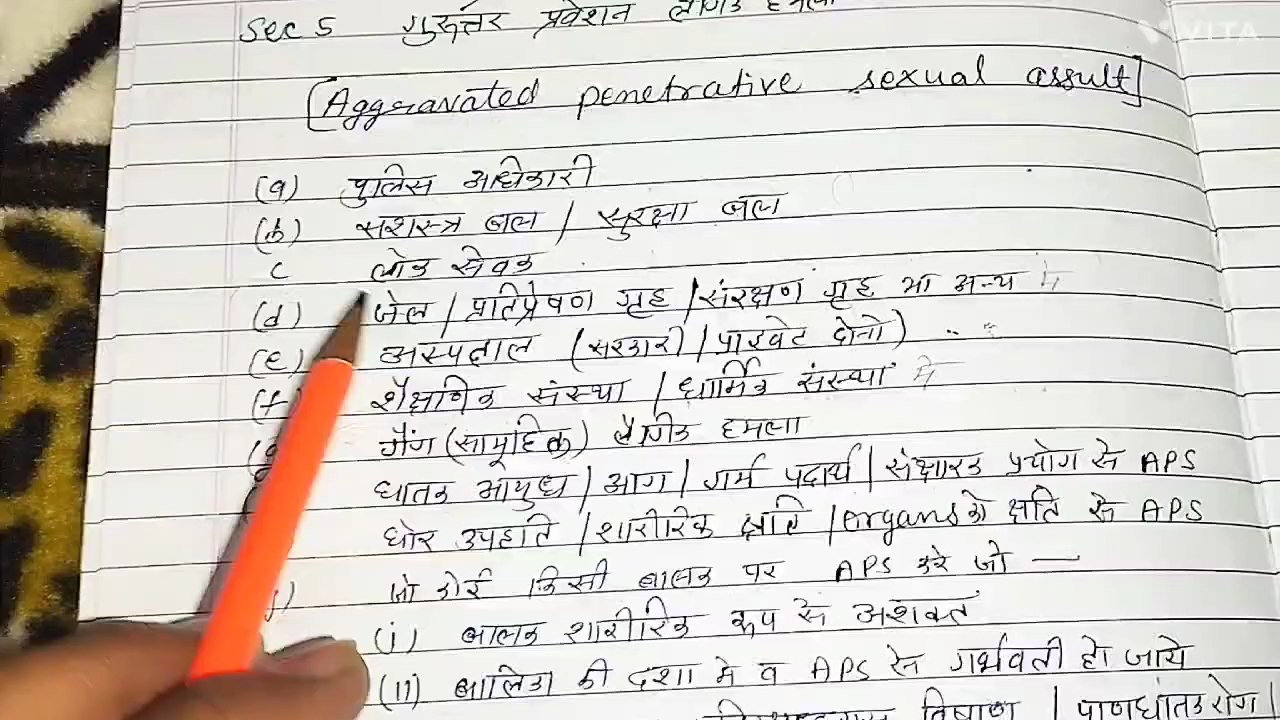 Sec 5 गुरुत्तर प्रवेशन लैंगिक हमला
VITA
[Aggravated penetrative sexual assult]
(a) पुलिस अधिकारी
(b) सशस्त्र बल / सुरक्षा बल
c लोक सेवक
(d) जेल / प्रतिप्रेषण गृह / संरक्षण गृह या अन्य
(e) अस्पताल (सरकारी / प्राइवेट दोनो) ..
(f) शैक्षणिक संस्था / धार्मिक संस्था में
(g) गैंग (सामूहिक) लैगिक हमला
घातक आयुध / आग / गर्म पदार्थ / संक्षारक प्रयोग से APS
घोर उपहति / शारीरिक क्षति / organs को क्षति से APS
j) जो कोई किसी बालक पर APS करे जो —
(i) बालक शारीरिक रूप से अशक्त
(ii) बालिका की दशा मे व APS से गर्भवती हो जाये
विषाणु / प्राणघातक रोग /